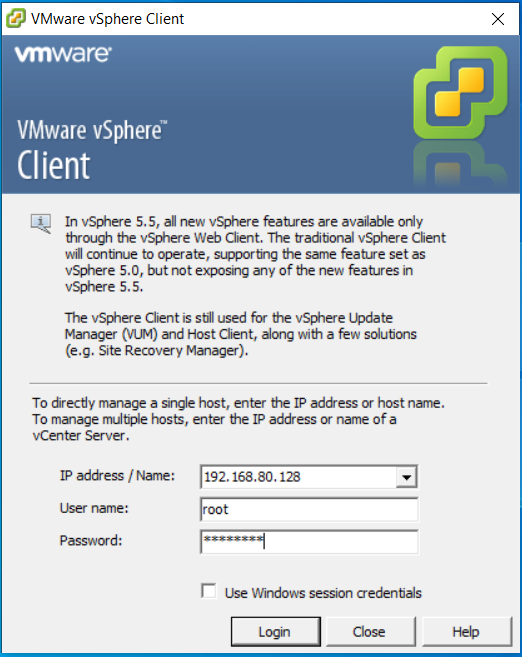 VMware vSphere Client
vmware®
VMware vSphere™
Client
In vSphere 5.5, all new vSphere features are available only
through the vSphere Web Client. The traditional vSphere Client
will continue to operate, supporting the same feature set as
vSphere 5.0, but not exposing any of the new features in
vSphere 5.5.
The vSphere Client is still used for the vSphere Update
Manager (VUM) and Host Client, along with a few solutions
(e.g. Site Recovery Manager).
To directly manage a single host, enter the IP address or host name.
To manage multiple hosts, enter the IP address or name of a
vCenter Server.
IP address / Name: 192.168.80.128
User name: root
Password: ********
Use Windows session credentials
Login Close Help